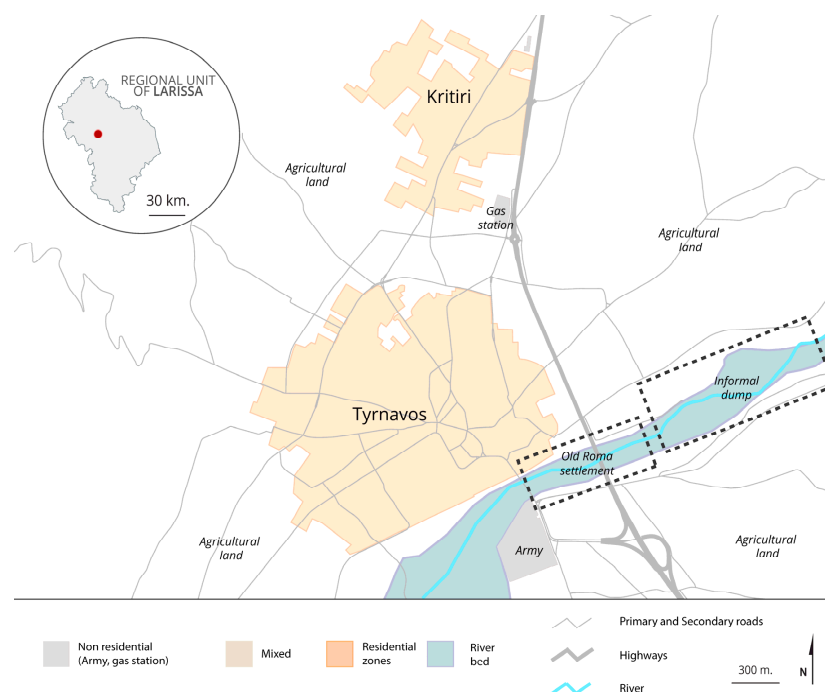 REGIONAL UNIT
OF LARISSA
30 km.
Kritiri
Agricultural
land
Gas
station
Agricultural
land
Informal
dump
Tyrnavos
Old Roma
settlement
Agricultural
land
Army
Agricultural
land
Non residential
(Army, gas station)
Mixed
Residential
zones
River
bed
Primary and Secondary roads
Highways
River
300 m.
N